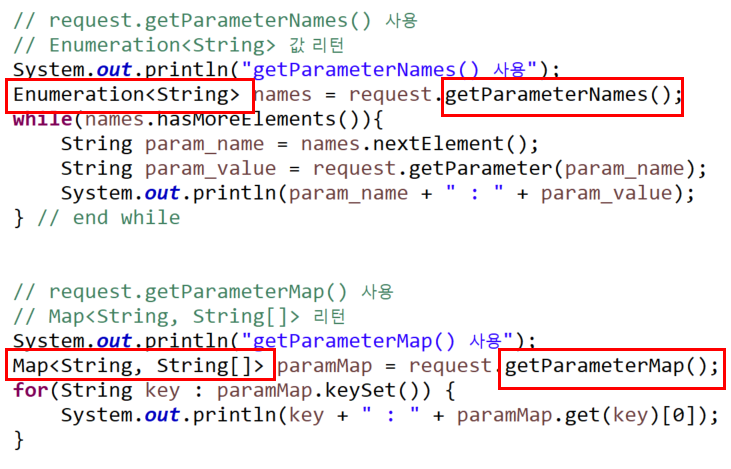 // request.getParameterNames() 사용
// Enumeration<String> 값 리턴
System.out.println("getParameterNames() 사용");
Enumeration<String> names = request.getParameterNames();
while(names.hasMoreElements()){
    String param_name = names.nextElement();
    String param_value = request.getParameter(param_name);
    System.out.println(param_name + " : " + param_value);
} // end while
// request.getParameterMap() 사용
// Map<String, String[]> 리턴
System.out.println("getParameterMap() 사용");
Map<String, String[]> paramMap = request.getParameterMap();
for(String key : paramMap.keySet()) {
    System.out.println(key + " : " + paramMap.get(key)[0]);
}